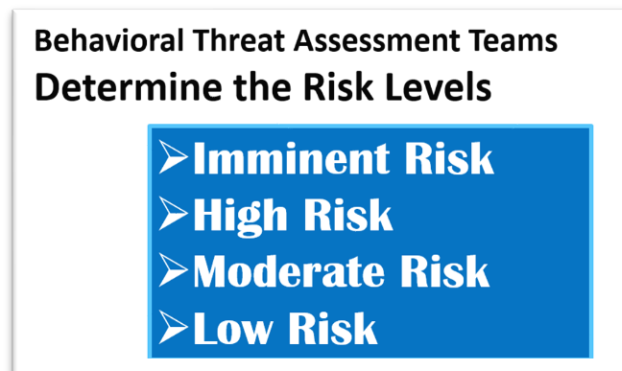 Behavioral Threat Assessment Teams
Determine the Risk Levels
➢Imminent Risk
➢High Risk
➢Moderate Risk
➢Low Risk